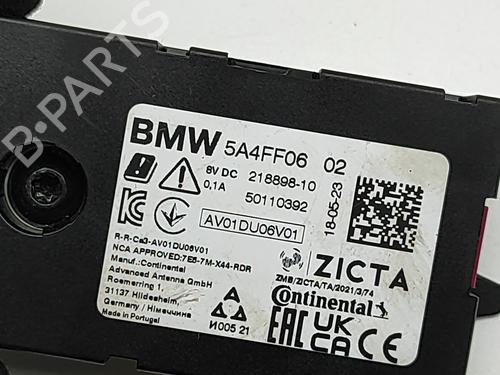 BMW 5A4FF06 02
8V DC 218898-10
0,1A 50110392
AV01DU06V01
18-05-23
R-R-Ca3-AV01DU06V01
NCA APPROVED:7E5-7M-X44-RDR
Manuf.:Continental
Advanced Antenna GmbH
Roemerring 1,
31137 Hildesheim,
Germany / Німеччина
Made in Portugal
И005 21
ZICTA
ZMB/ZICTA/TA/2021/3/74
Continental
EAC UK CA CE
B-PARTS